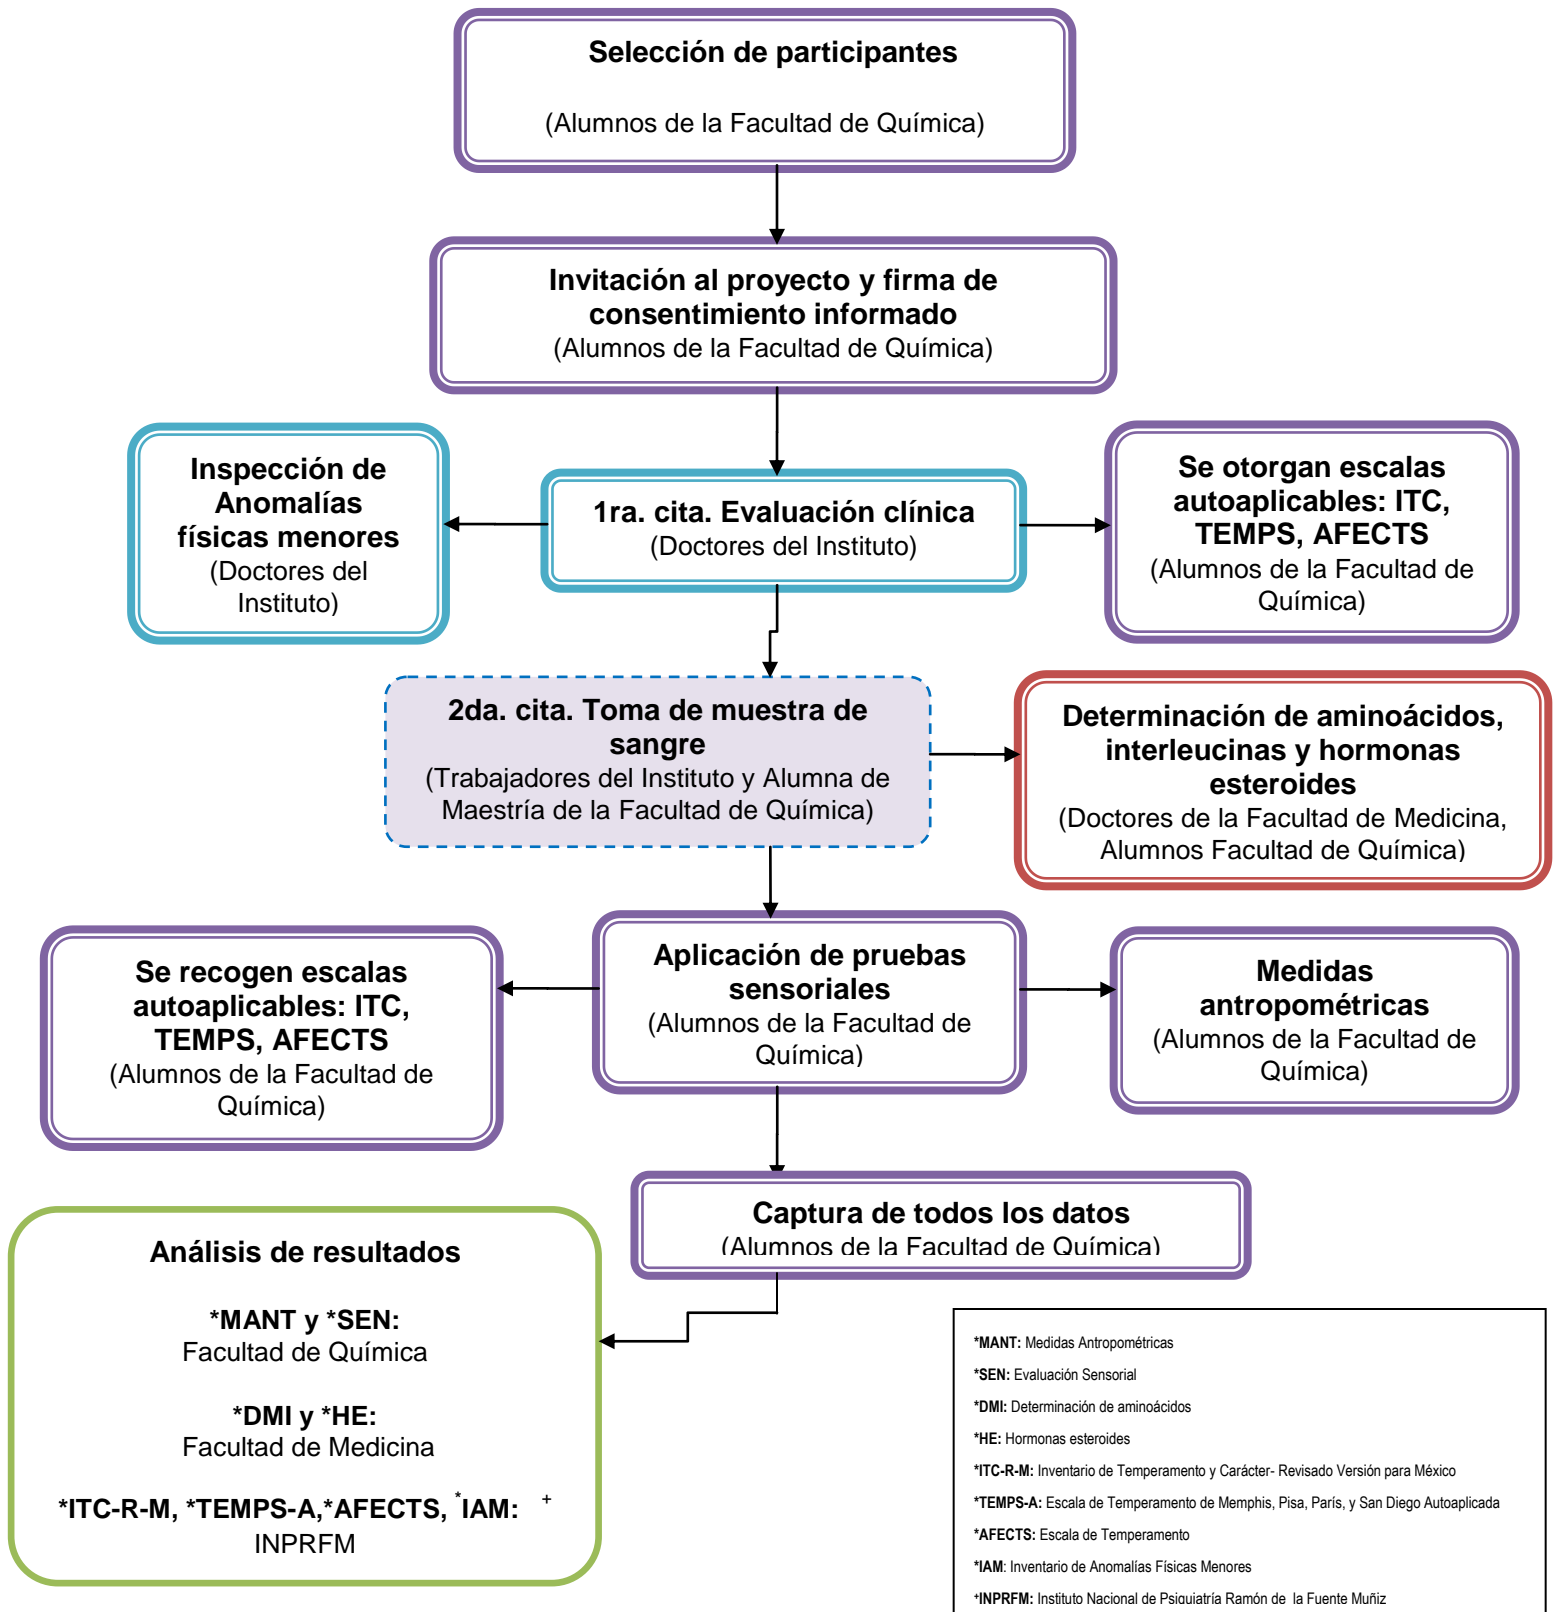 Selección de participantes
(Alumnos de la Facultad de Química)
Invitación al proyecto y firma de
consentimiento informado
(Alumnos de la Facultad de Química)
Inspección de
Anomalías
físicas menores
(Doctores del
Instituto)
1ra. cita. Evaluación clínica
(Doctores del Instituto)
Se otorgan escalas
autoaplicables: ITC,
TEMPS, AFECTS
(Alumnos de la Facultad de
Química)
2da. cita. Toma de muestra de
sangre
(Trabajadores del Instituto y Alumna de
Maestría de la Facultad de Química)
Determinación de aminoácidos,
interleucinas y hormonas
esteroides
(Doctores de la Facultad de Medicina,
Alumnos Facultad de Química)
Se recogen escalas
autoaplicables: ITC,
TEMPS, AFECTS
(Alumnos de la Facultad de
Química)
Aplicación de pruebas
sensoriales
(Alumnos de la Facultad de
Química)
Medidas
antropométricas
(Alumnos de la Facultad de
Química)
Captura de todos los datos
(Alumnos de la Facultad de Química)
Análisis de resultados
*MANT y *SEN:
Facultad de Química
*DMI y *HE:
Facultad de Medicina
*ITC-R-M, *TEMPS-A,*AFECTS, *IAM: +
INPRFM
*MANT: Medidas Antropométricas
*SEN: Evaluación Sensorial
*DMI: Determinación de aminoácidos
*HE: Hormonas esteroides
*ITC-R-M: Inventario de Temperamento y Carácter- Revisado Versión para México
*TEMPS-A: Escala de Temperamento de Memphis, Pisa, París, y San Diego Autoaplicada
*AFECTS: Escala de Temperamento
*IAM: Inventario de Anomalías Físicas Menores
+INPRFM: Instituto Nacional de Psiquiatría Ramón de la Fuente Muñiz